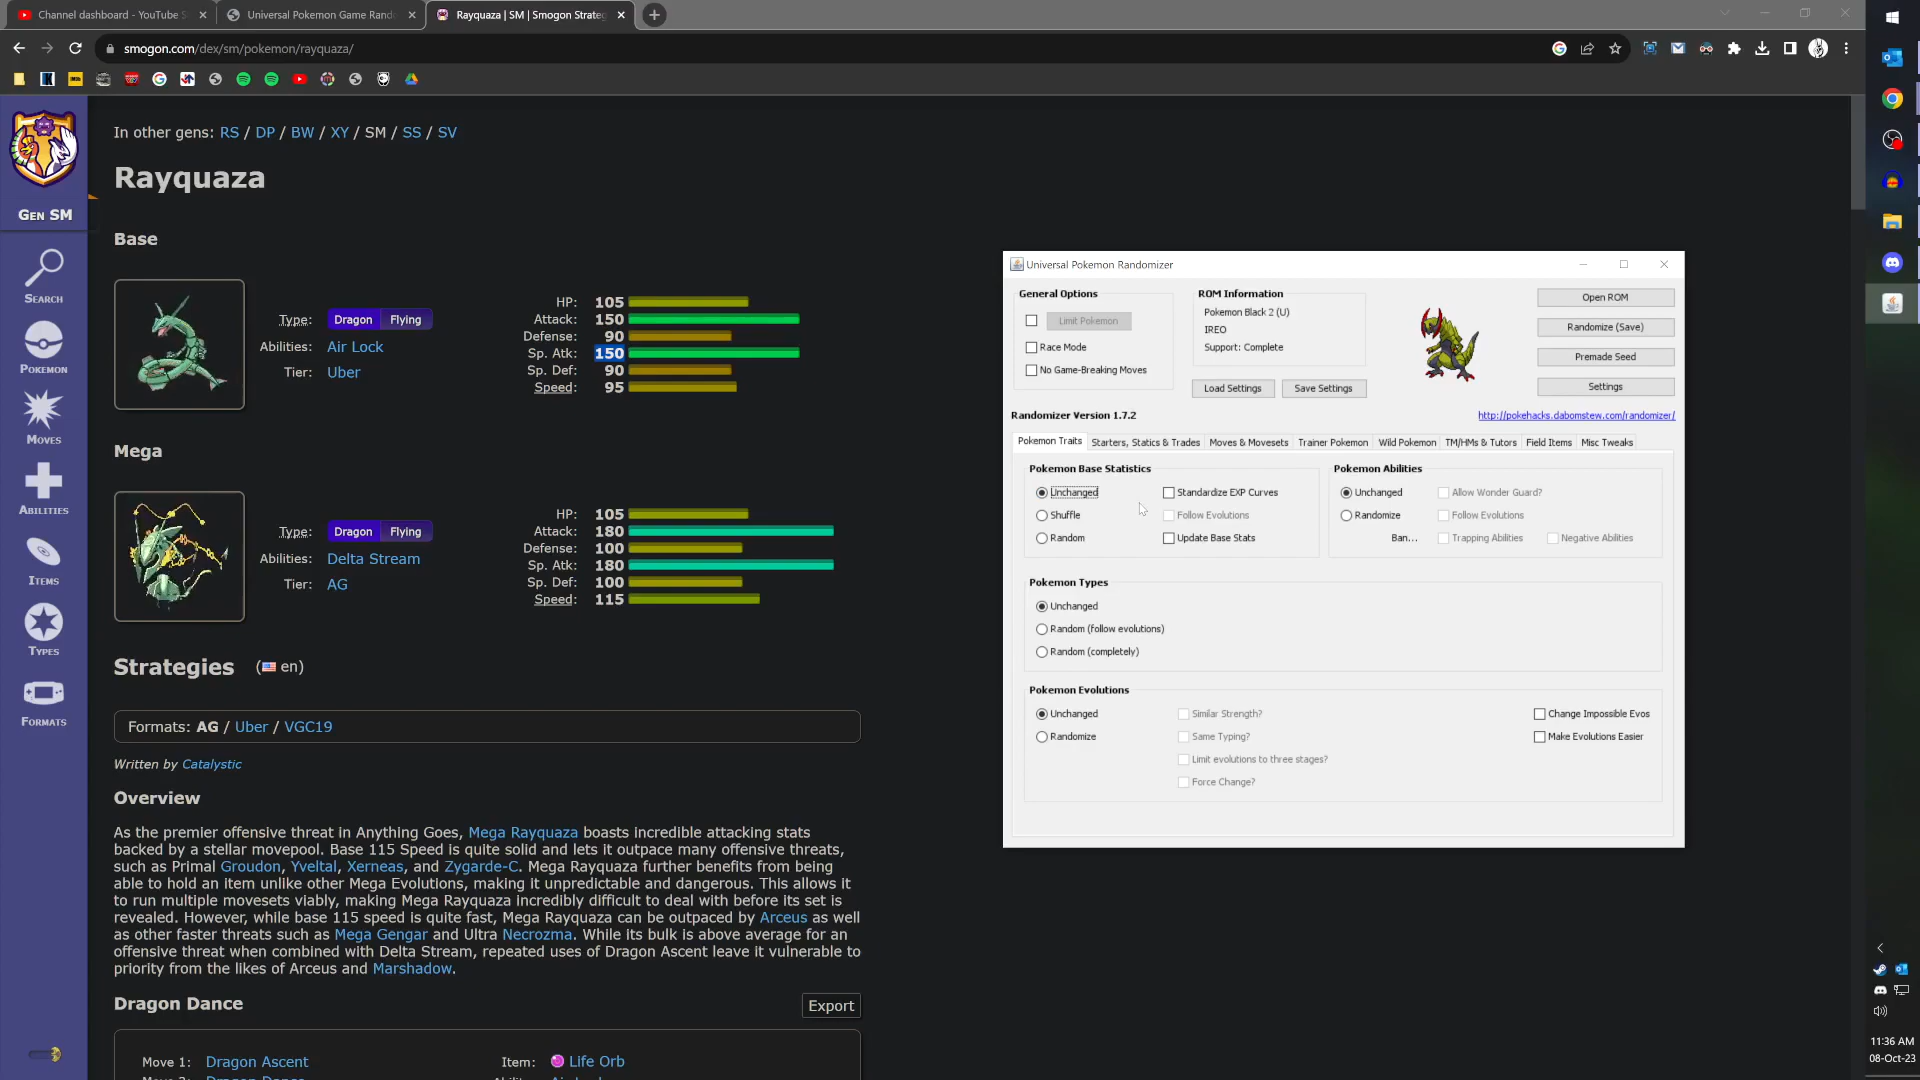 Channel dashboard - YouTube S
Universal Pokemon Game Rand
Rayquaza | SM | Smogon Strateg
smogon.com/dex/sm/pokemon/rayquaza/
GEN SM
SEARCH
POKEMON
MOVES
ABILITIES
ITEMS
TYPES
FORMATS
In other gens: RS / DP / BW / XY / SM / SS / SV
Rayquaza
Base
Type: Dragon Flying
Abilities: Air Lock
Tier: Uber
HP: 105
Attack: 150
Defense: 90
Sp. Atk: 150
Sp. Def: 90
Speed: 95
Mega
Type: Dragon Flying
Abilities: Delta Stream
Tier: AG
HP: 105
Attack: 180
Defense: 100
Sp. Atk: 180
Sp. Def: 100
Speed: 115
Strategies (en)
Formats: AG / Uber / VGC19
Written by Catalystic
Overview
As the premier offensive threat in Anything Goes, Mega Rayquaza boasts incredible attacking stats
backed by a stellar movepool. Base 115 Speed is quite solid and lets it outpace many offensive threats,
such as Primal Groudon, Yveltal, Xerneas, and Zygarde-C. Mega Rayquaza further benefits from being
able to hold an item unlike other Mega Evolutions, making it unpredictable and dangerous. This allows it
to run multiple movesets viably, making Mega Rayquaza incredibly difficult to deal with before its set is
revealed. However, while base 115 speed is quite fast, Mega Rayquaza can be outpaced by Arceus as well
as other faster threats such as Mega Gengar and Ultra Necrozma. While its bulk is above average for an
offensive threat when combined with Delta Stream, repeated uses of Dragon Ascent leave it vulnerable to
priority from the likes of Arceus and Marshadow.
Dragon Dance
Export
Move 1: Dragon Ascent
Item: Life Orb
Universal Pokemon Randomizer
General Options
Limit Pokemon
Race Mode
No Game-Breaking Moves
ROM Information
Pokemon Black 2 (U)
IREO
Support: Complete
Load Settings
Save Settings
Open ROM
Randomize (Save)
Premade Seed
Settings
Randomizer Version 1.7.2
http://pokehacks.dabomstew.com/randomizer/
Pokemon Traits
Starters, Statics & Trades
Moves & Movesets
Trainer Pokemon
Wild Pokemon
TM/HMs & Tutors
Field Items
Misc Tweaks
Pokemon Base Statistics
Unchanged
Shuffle
Random
Standardize EXP Curves
Follow Evolutions
Update Base Stats
Pokemon Abilities
Unchanged
Randomize
Allow Wonder Guard?
Follow Evolutions
Ban...
Trapping Abilities
Negative Abilities
Pokemon Types
Unchanged
Random (follow evolutions)
Random (completely)
Pokemon Evolutions
Unchanged
Randomize
Similar Strength?
Same Typing?
Limit evolutions to three stages?
Force Change?
Change Impossible Evos
Make Evolutions Easier
11:36 AM
08-Oct-23